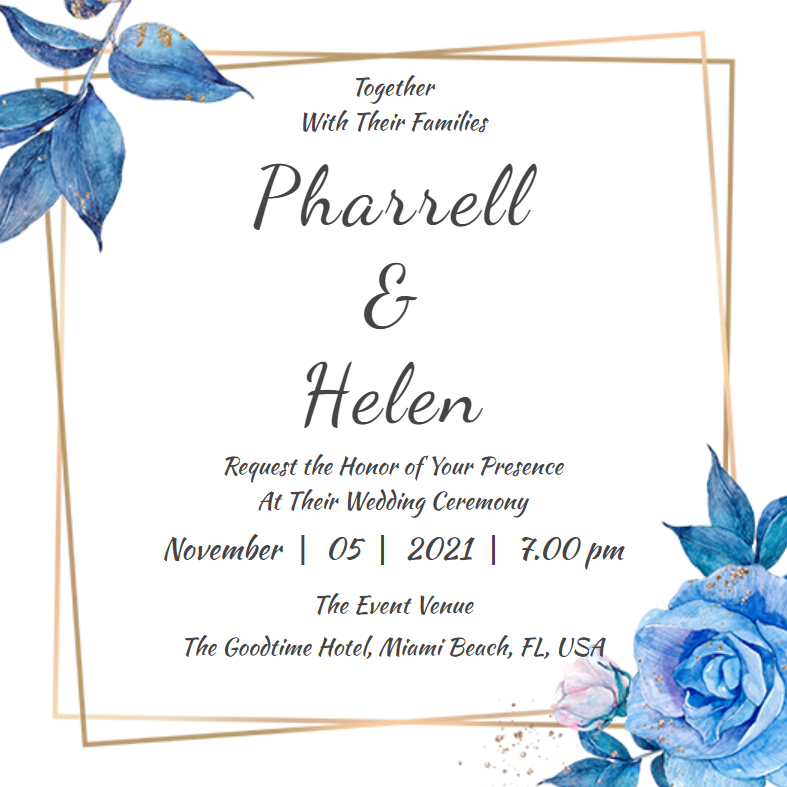 Together
With Their Families
Pharrell
&
Helen
Request the Honor of Your Presence
At Their Wedding Ceremony
November | 05 | 2021 | 7.00 pm
The Event Venue
The Goodtime Hotel, Miami Beach, FL, USA